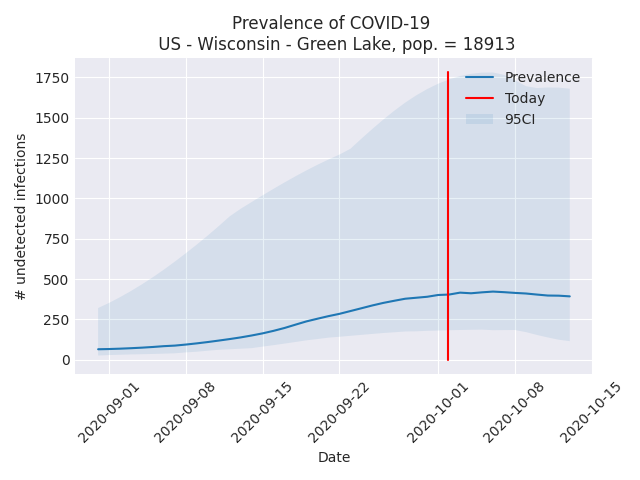 Prevalence of COVID-19
US - Wisconsin - Green Lake, pop. = 18913
# undetected infections
1750
1500
1250
1000
750
500
250
0
Prevalence
Today
95CI
2020-09-01
2020-09-08
2020-09-15
2020-09-22
2020-10-01
2020-10-08
2020-10-15
Date